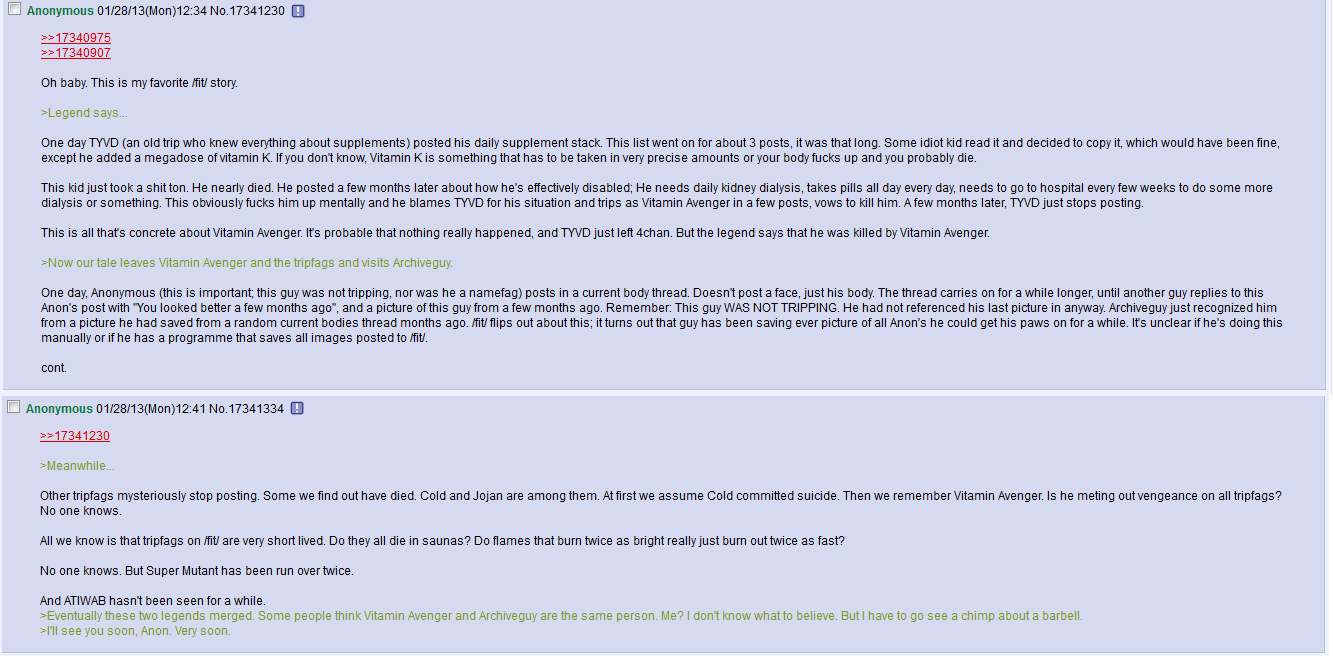 Anonymous 01/28/13(Mon)12:34 No.17341230
>>17340975
>>17340907
Oh baby. This is my favorite /fit/ story.
>Legend says...
One day TYVD (an old trip who knew everything about supplements) posted his daily supplement stack. This list went on for about 3 posts, it was that long. Some idiot kid read it and decided to copy it, which would have been fine,
except he added a megadose of vitamin K. If you don't know, Vitamin K is something that has to be taken in very precise amounts or your body fucks up and you probably die.
This kid just took a shit ton. He nearly died. He posted a few months later about how he's effectively disabled; He needs daily kidney dialysis, takes pills all day every day, needs to go to hospital every few weeks to do some more
dialysis or something. This obviously fucks him up mentally and he blames TYVD for his situation and trips as Vitamin Avenger in a few posts, vows to kill him. A few months later, TYVD just stops posting.
This is all that's concrete about Vitamin Avenger. It's probable that nothing really happened, and TYVD just left 4chan. But the legend says that he was killed by Vitamin Avenger.
>Now our tale leaves Vitamin Avenger and the tripfags and visits Archiveguy.
One day, Anonymous (this is important; this guy was not tripping, nor was he a namefag) posts in a current body thread. Doesn't post a face, just his body. The thread carries on for a while longer, until another guy replies to this
Anon's post with "You looked better a few months ago", and a picture of this guy from a few months ago. Remember: This guy WAS NOT TRIPPING. He had not referenced his last picture in anyway. Archiveguy just recognized him
from a picture he had saved from a random current bodies thread months ago. /fit/ flips out about this; it turns out that guy has been saving ever picture of all Anon's he could get his paws on for a while. It's unclear if he's doing this
manually or if he has a programme that saves all images posted to /fit/.
cont.
Anonymous 01/28/13(Mon)12:41 No.17341334
>>17341230
>Meanwhile...
Other tripfags mysteriously stop posting. Some we find out have died. Cold and Jojan are among them. At first we assume Cold committed suicide. Then we remember Vitamin Avenger. Is he meting out vengeance on all tripfags?
No one knows.
All we know is that tripfags on /fit/ are very short lived. Do they all die in saunas? Do flames that burn twice as bright really just burn out twice as fast?
No one knows. But Super Mutant has been run over twice.
And ATIWAB hasn't been seen for a while.
>Eventually these two legends merged. Some people think Vitamin Avenger and Archiveguy are the same person. Me? I don't know what to believe. But I have to go see a chimp about a barbell.
>I'll see you soon, Anon. Very soon.